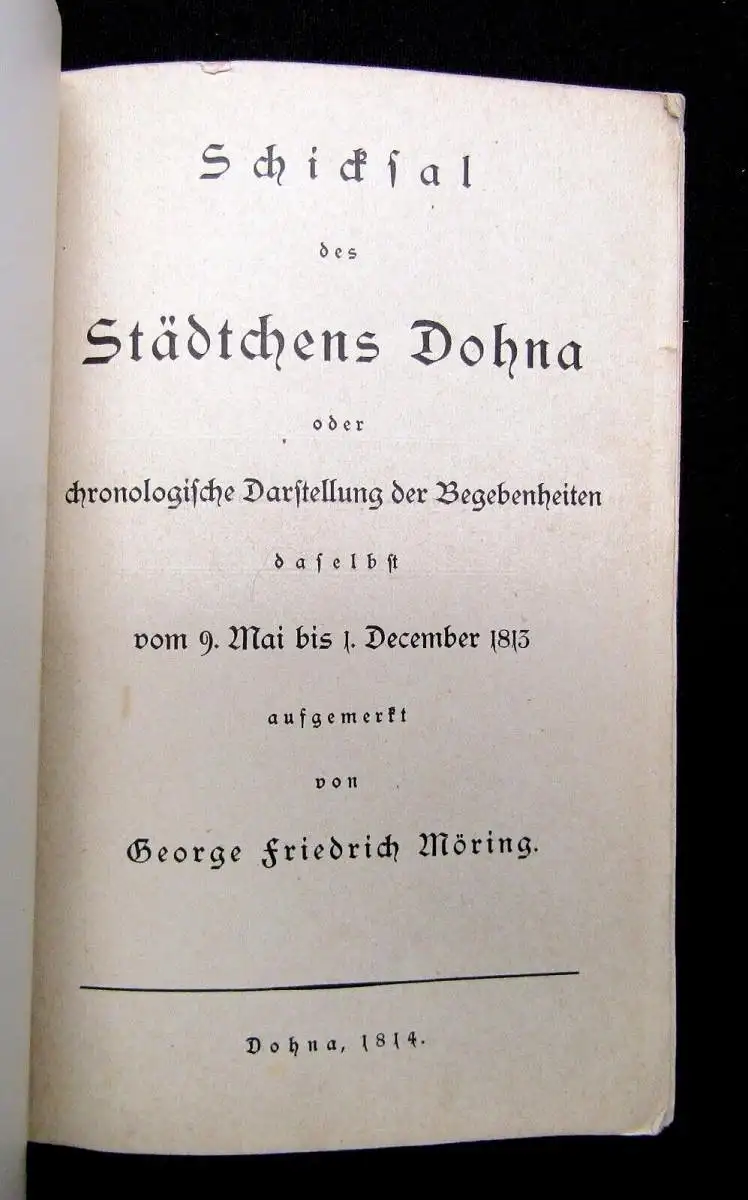 Schickſal
des
Städtchens Dohna
oder
chronologiſche Darſtellung der Begebenheiten
daſelbſt
vom 9. Mai bis 1. December 1813
aufgemerkt
von
George Friedrich Möring.
Dohna, 1814.